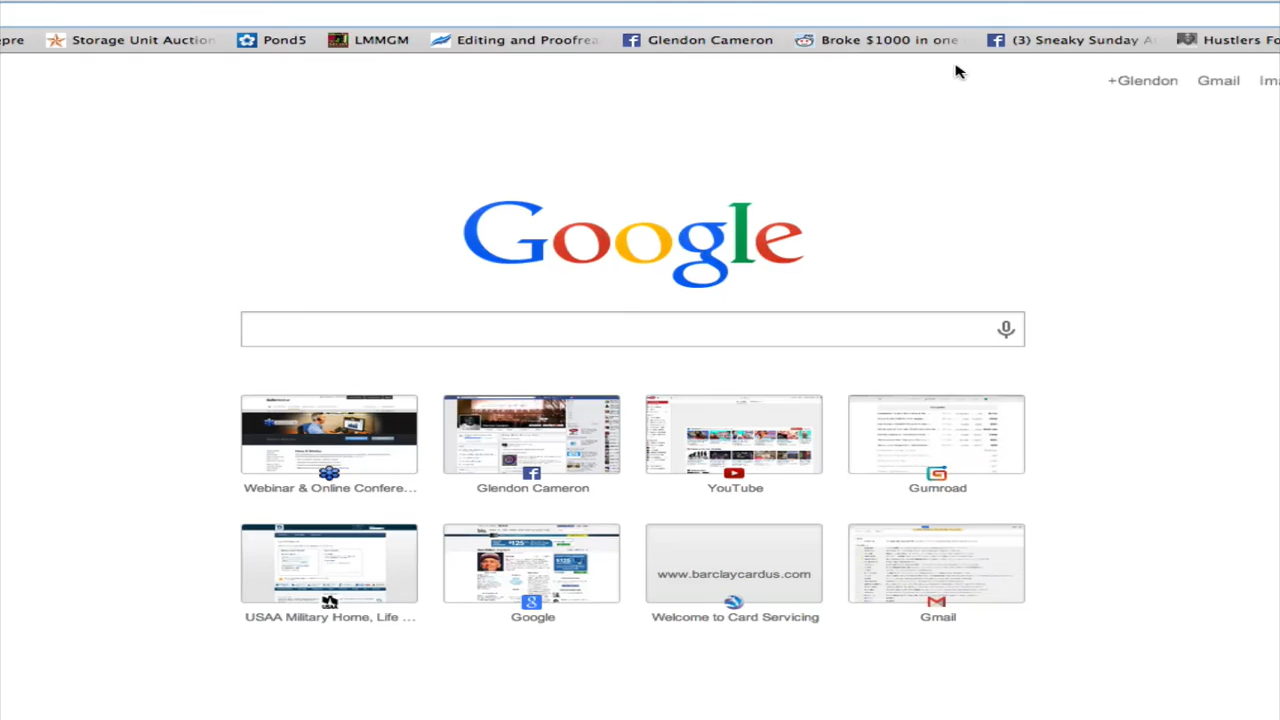 epre Storage Unit Auction Pond5 LMMGM Editing and Proofrea Glendon Cameron Broke $1000 in one (3) Sneaky Sunday A Hustlers Fo
+Glendon Gmail Ima
Google
Webinar & Online Confere... Glendon Cameron YouTube Gumroad
www.barclaycardus.com
USAA Military Home, Life ... Google Welcome to Card Servicing Gmail